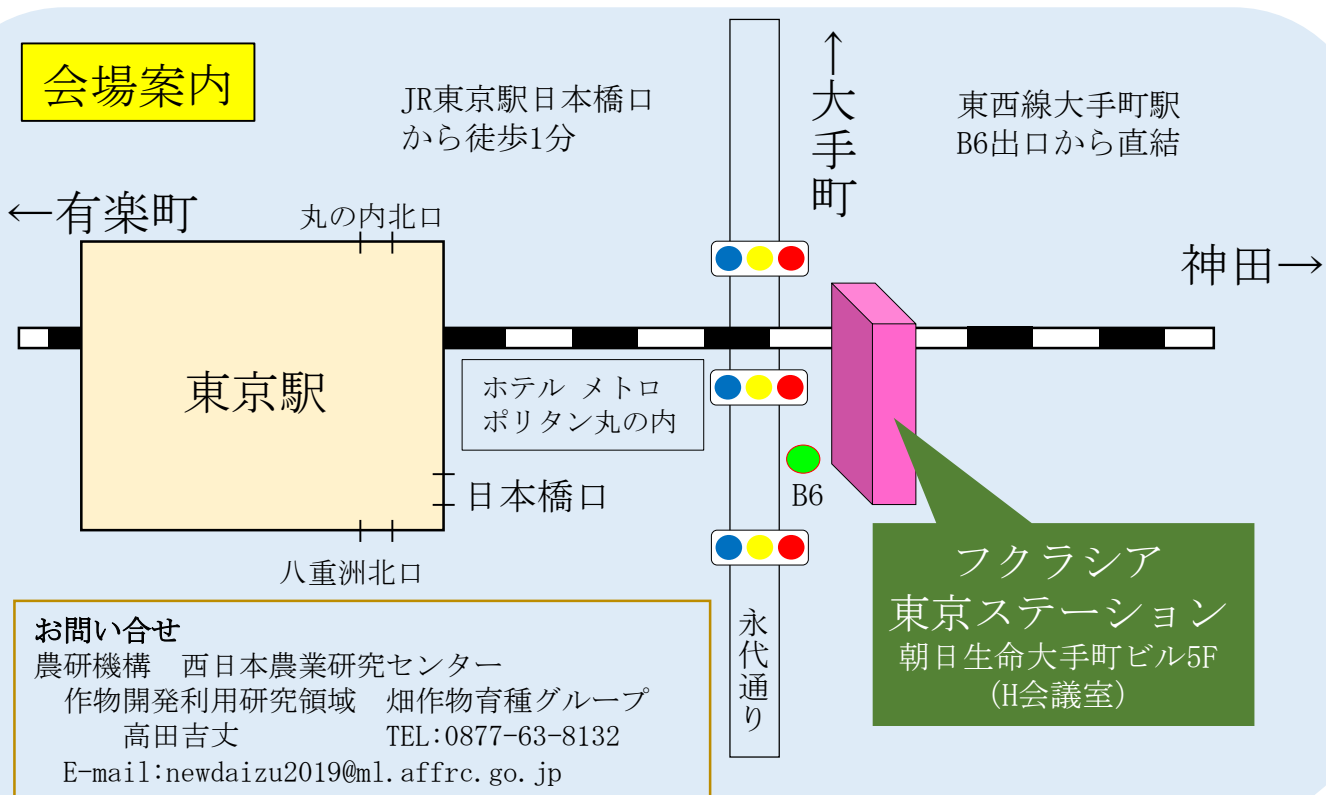 会場案内
JR東京駅日本橋口
から徒歩1分
↑大手町
東西線大手町駅
B6出口から直結
←有楽町
丸の内北口
神田→
東京駅
ホテル メトロ
ポリタン丸の内
日本橋口
B6
八重洲北口
永代通り
フクラシア
東京ステーション
朝日生命大手町ビル5F
(H会議室)
お問い合せ
農研機構　西日本農業研究センター
作物開発利用研究領域　畑作物育種グループ
高田吉丈　TEL:0877-63-8132
E-mail:newdaizu2019@ml.affrc.go.jp